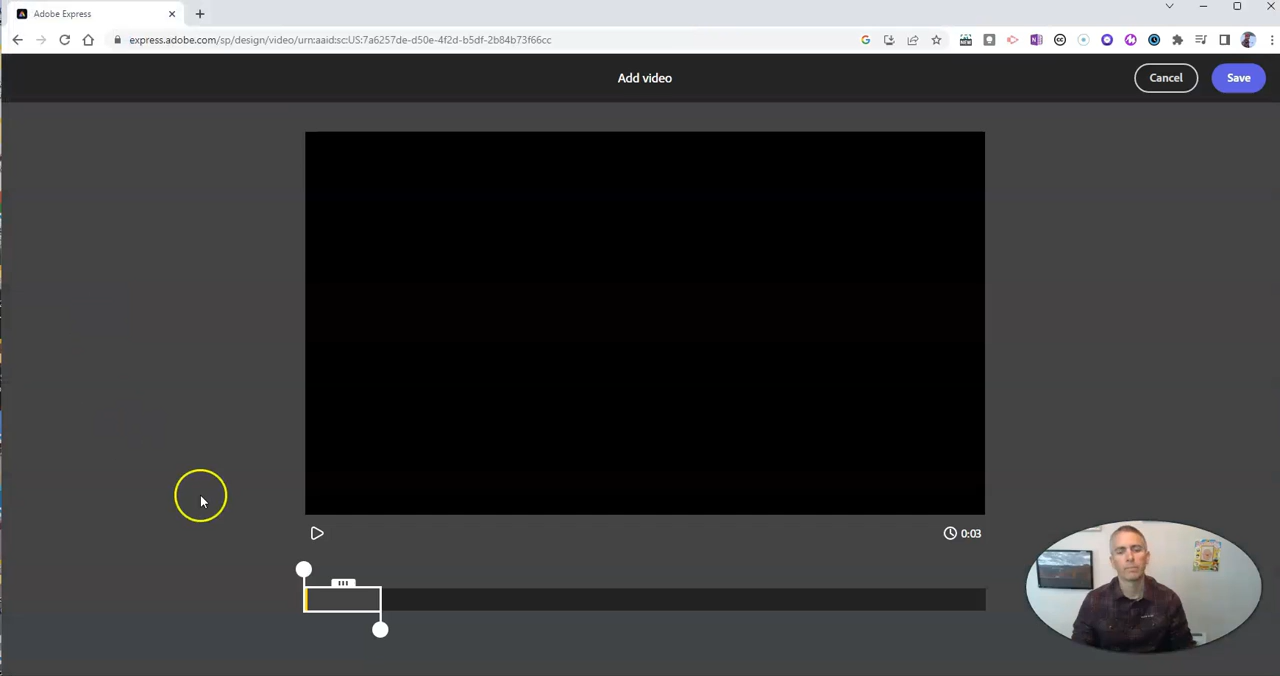 Adobe Express
express.adobe.com/sp/design/video/urn:aaid:sc:US:7a6257de-d50e-4f2d-b5df-2b84b73f66cc
Add video
Cancel
Save
0:03